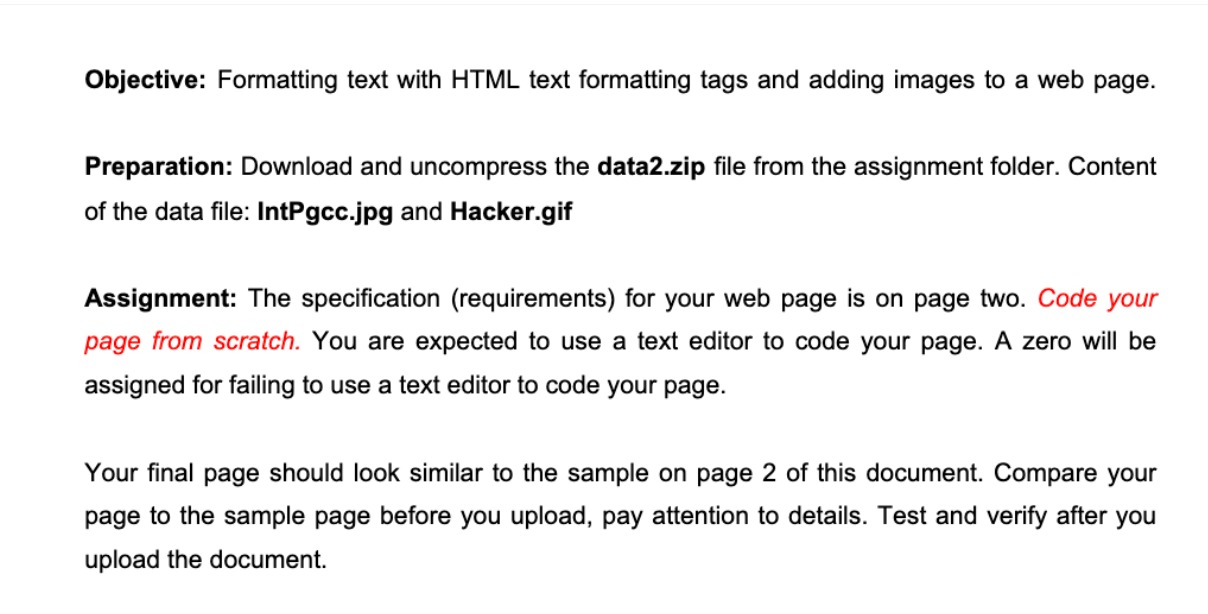 Objective: Formatting text with HTML text formatting tags and adding images to a web page.
Preparation: Download and uncompress the data2.zip file from the assignment folder. Content
of the data file: IntPgcc.jpg and Hacker.gif
Assignment: The specification (requirements) for your web page is on page two. Code your
page from scratch. You are expected to use a text editor to code your page. A zero will be
assigned for failing to use a text editor to code your page.
Your final page should look similar to the sample on page 2 of this document. Compare your
page to the sample page before you upload, pay attention to details. Test and verify after you
upload the document.